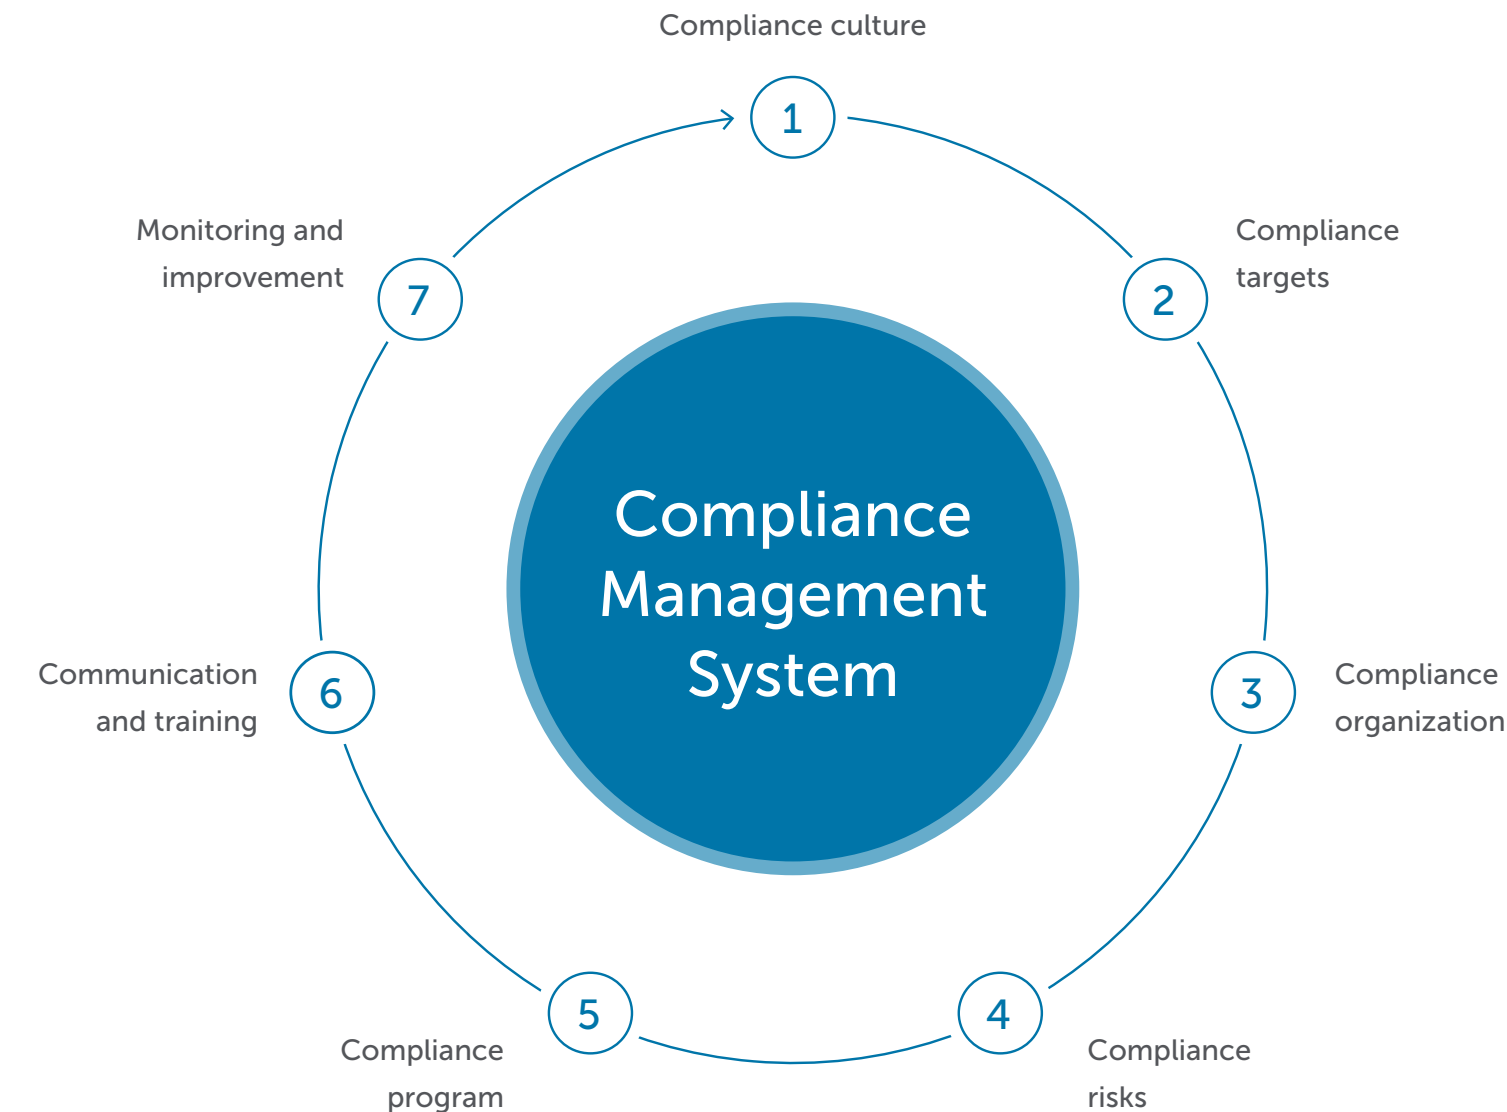 Compliance culture
1
2
Compliance
targets
3
Compliance
organization
4
Compliance
risks
5
Compliance
program
6
Communication
and training
7
Monitoring and
improvement
Compliance
Management
System